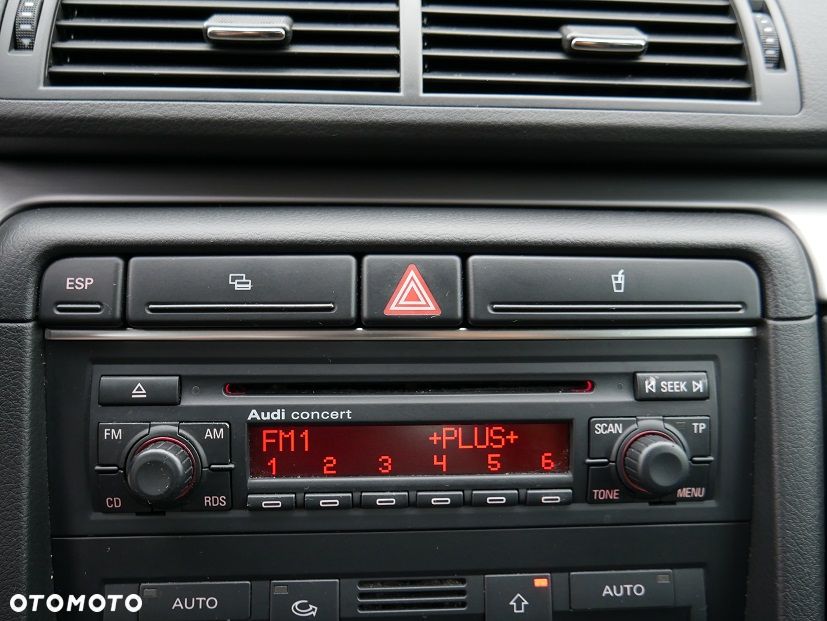 ESP
SEEK
Audi concert
FM AM
FM1 +PLUS+
1 2 3 4 5 6
CD RDS
SCAN TP
TONE MENU
AUTO AUTO
OTOMOTO